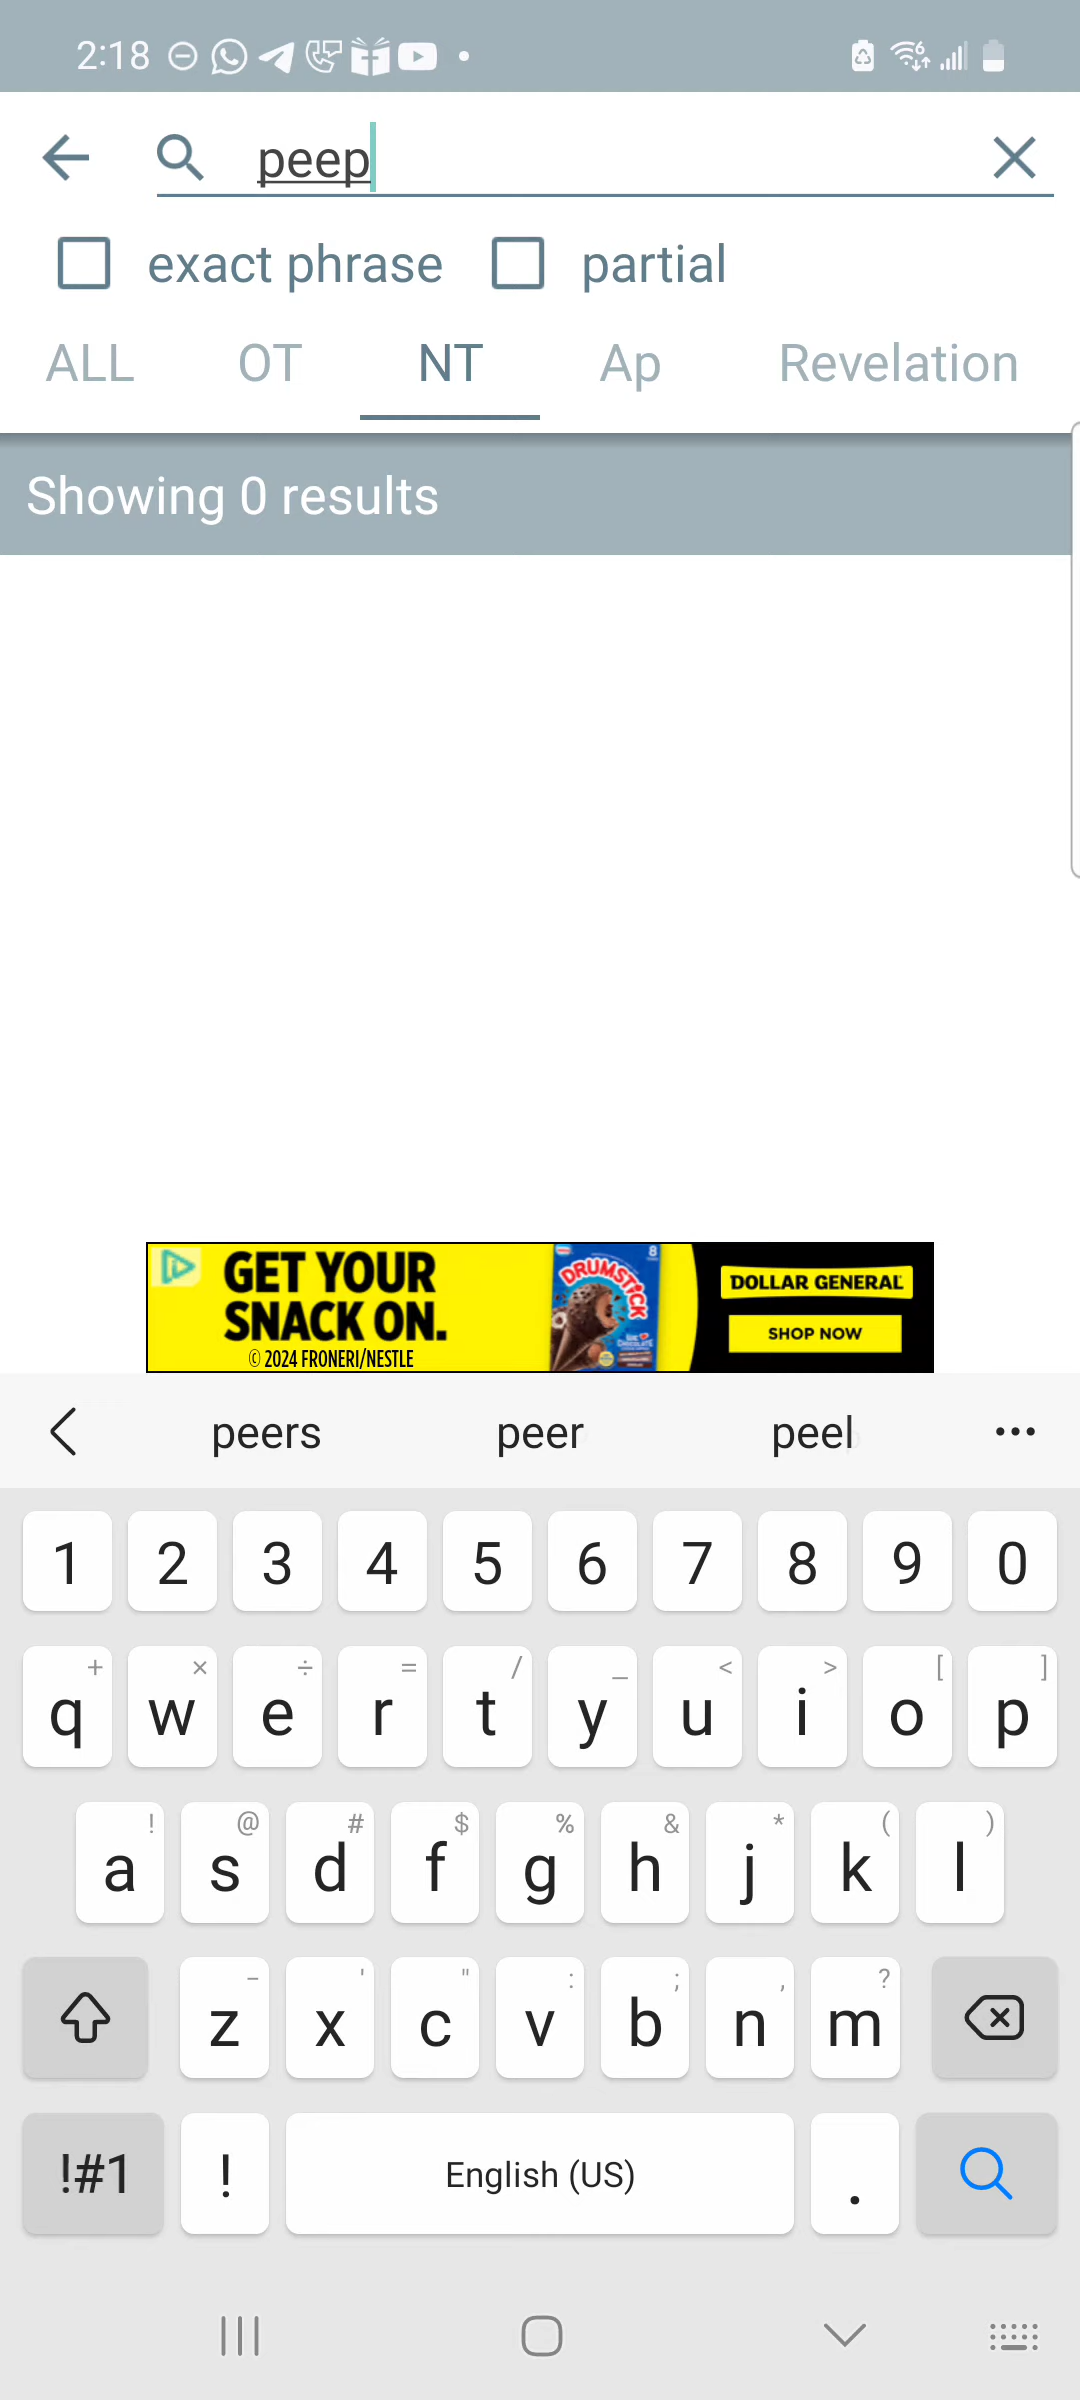 2:18
peep
exact phrase partial
ALL OT NT Ap Revelation
Showing 0 results
GET YOUR
SNACK ON.
© 2024 FRONERI/NESTLE
8
DRUMSTICK
DOLLAR GENERAL
SHOP NOW
peers peer peel ...
1 2 3 4 5 6 7 8 9 0
+ × ÷ = / _ < > [ ]
q w e r t y u i o p
! @ # $ % & * ( )
a s d f g h j k l
- ' " : ; , ?
z x c v b n m
!#1 ! English (US) .